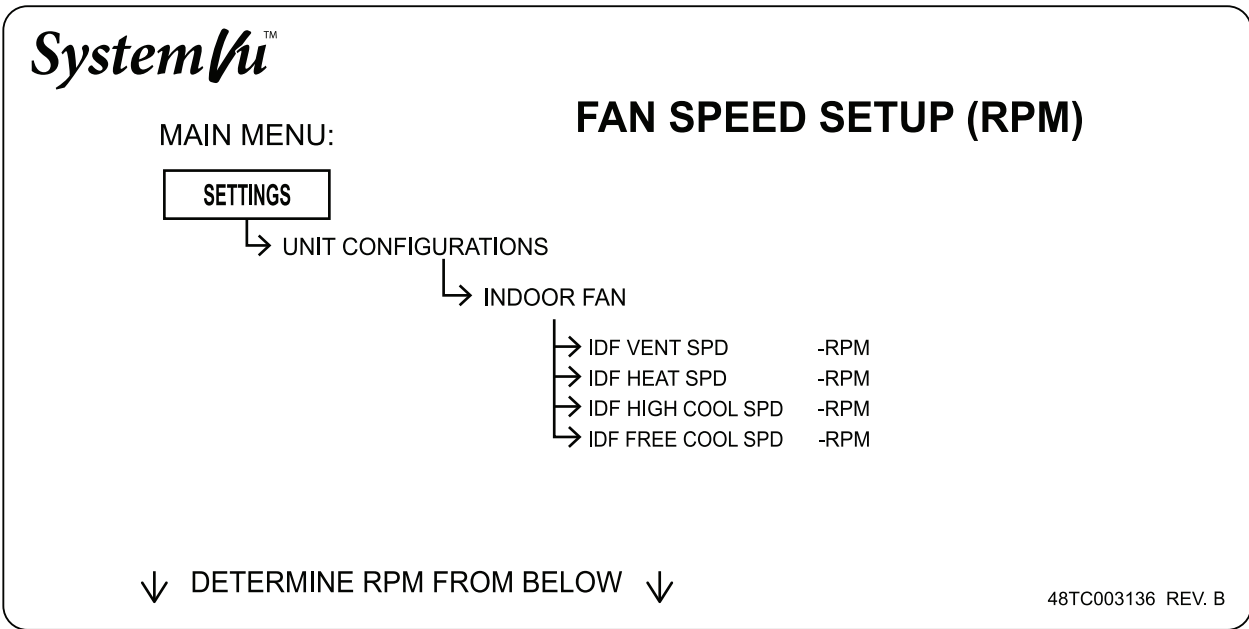 SystemVu™
FAN SPEED SETUP (RPM)
MAIN MENU:
SETTINGS
UNIT CONFIGURATIONS
INDOOR FAN
IDF VENT SPD -RPM
IDF HEAT SPD -RPM
IDF HIGH COOL SPD -RPM
IDF FREE COOL SPD -RPM
DETERMINE RPM FROM BELOW
48TC003136 REV. B